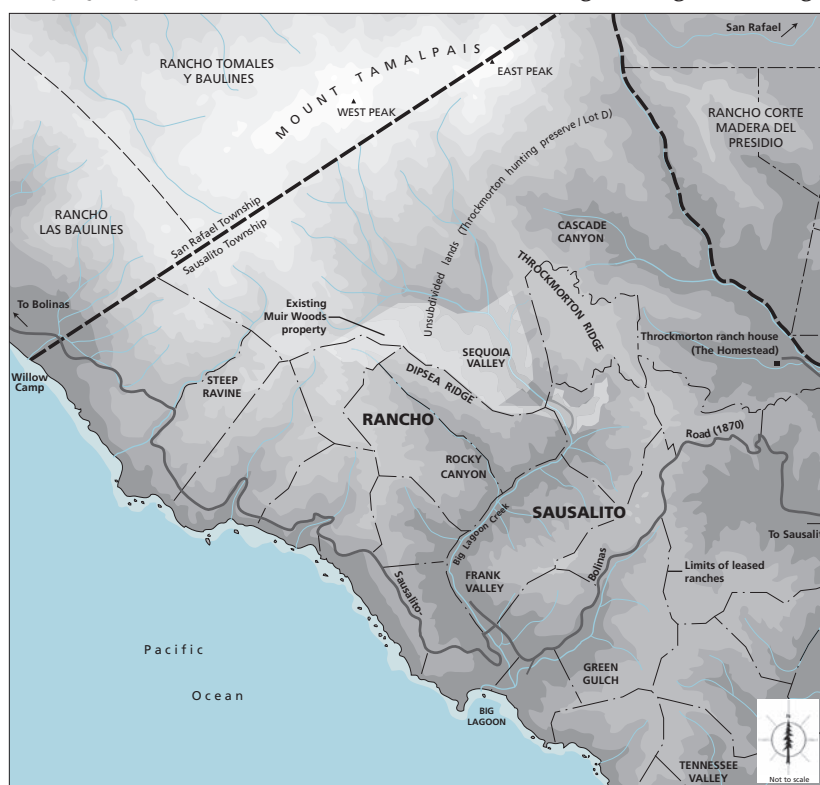 San Rafael
RANCHO TOMALES
Y BAULINES
MOUNT TAMALPAIS
EAST PEAK
WEST PEAK
RANCHO CORTE
MADERA DEL
PRESIDIO
RANCHO
LAS BAULINES
San Rafael Township
Sausalito Township
Unsubdivided lands (Throckmorton hunting preserve / Lot D)
CASCADE
CANYON
THROCKMORTON RIDGE
To Bolinas
Existing
Muir Woods
property
Throckmorton ranch house
(The Homestead)
SEQUOIA
VALLEY
Willow
Camp
STEEP
RAVINE
DIPSEA RIDGE
RANCHO
Road (1870)
ROCKY
CANYON
SAUSALITO
To Sausali
Big Lagoon Creek
Limits of leased
ranches
FRANK
VALLEY
Bolinas
Sausalito-
Pacific
Ocean
GREEN
GULCH
BIG
LAGOON
TENNESSEE
VALLEY
N
Not to scale